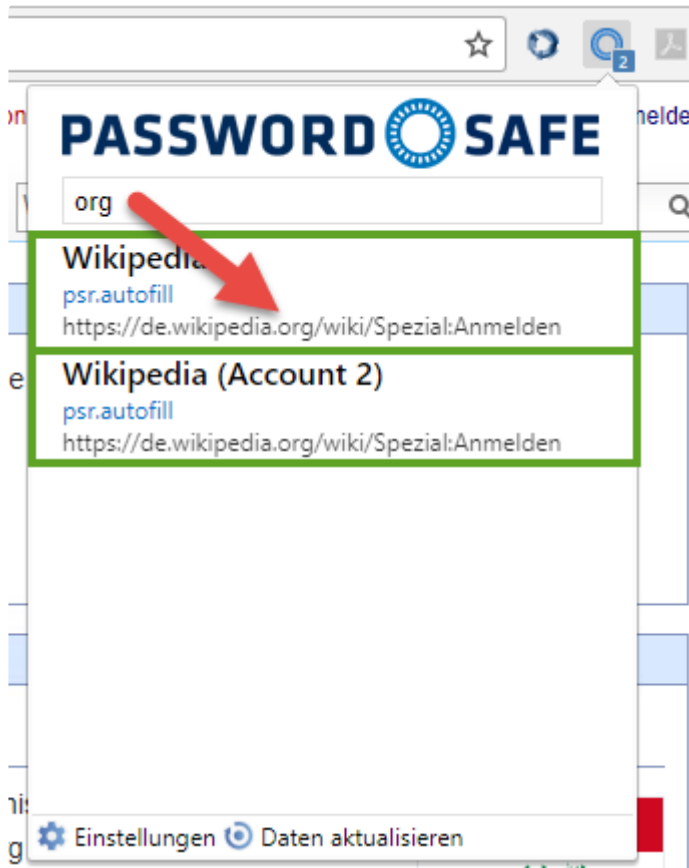 2
PASSWORD SAFE
org
Wikipedia
psr.autofill
https://de.wikipedia.org/wiki/Spezial:Anmelden
Wikipedia (Account 2)
psr.autofill
https://de.wikipedia.org/wiki/Spezial:Anmelden
Einstellungen
Daten aktualisieren